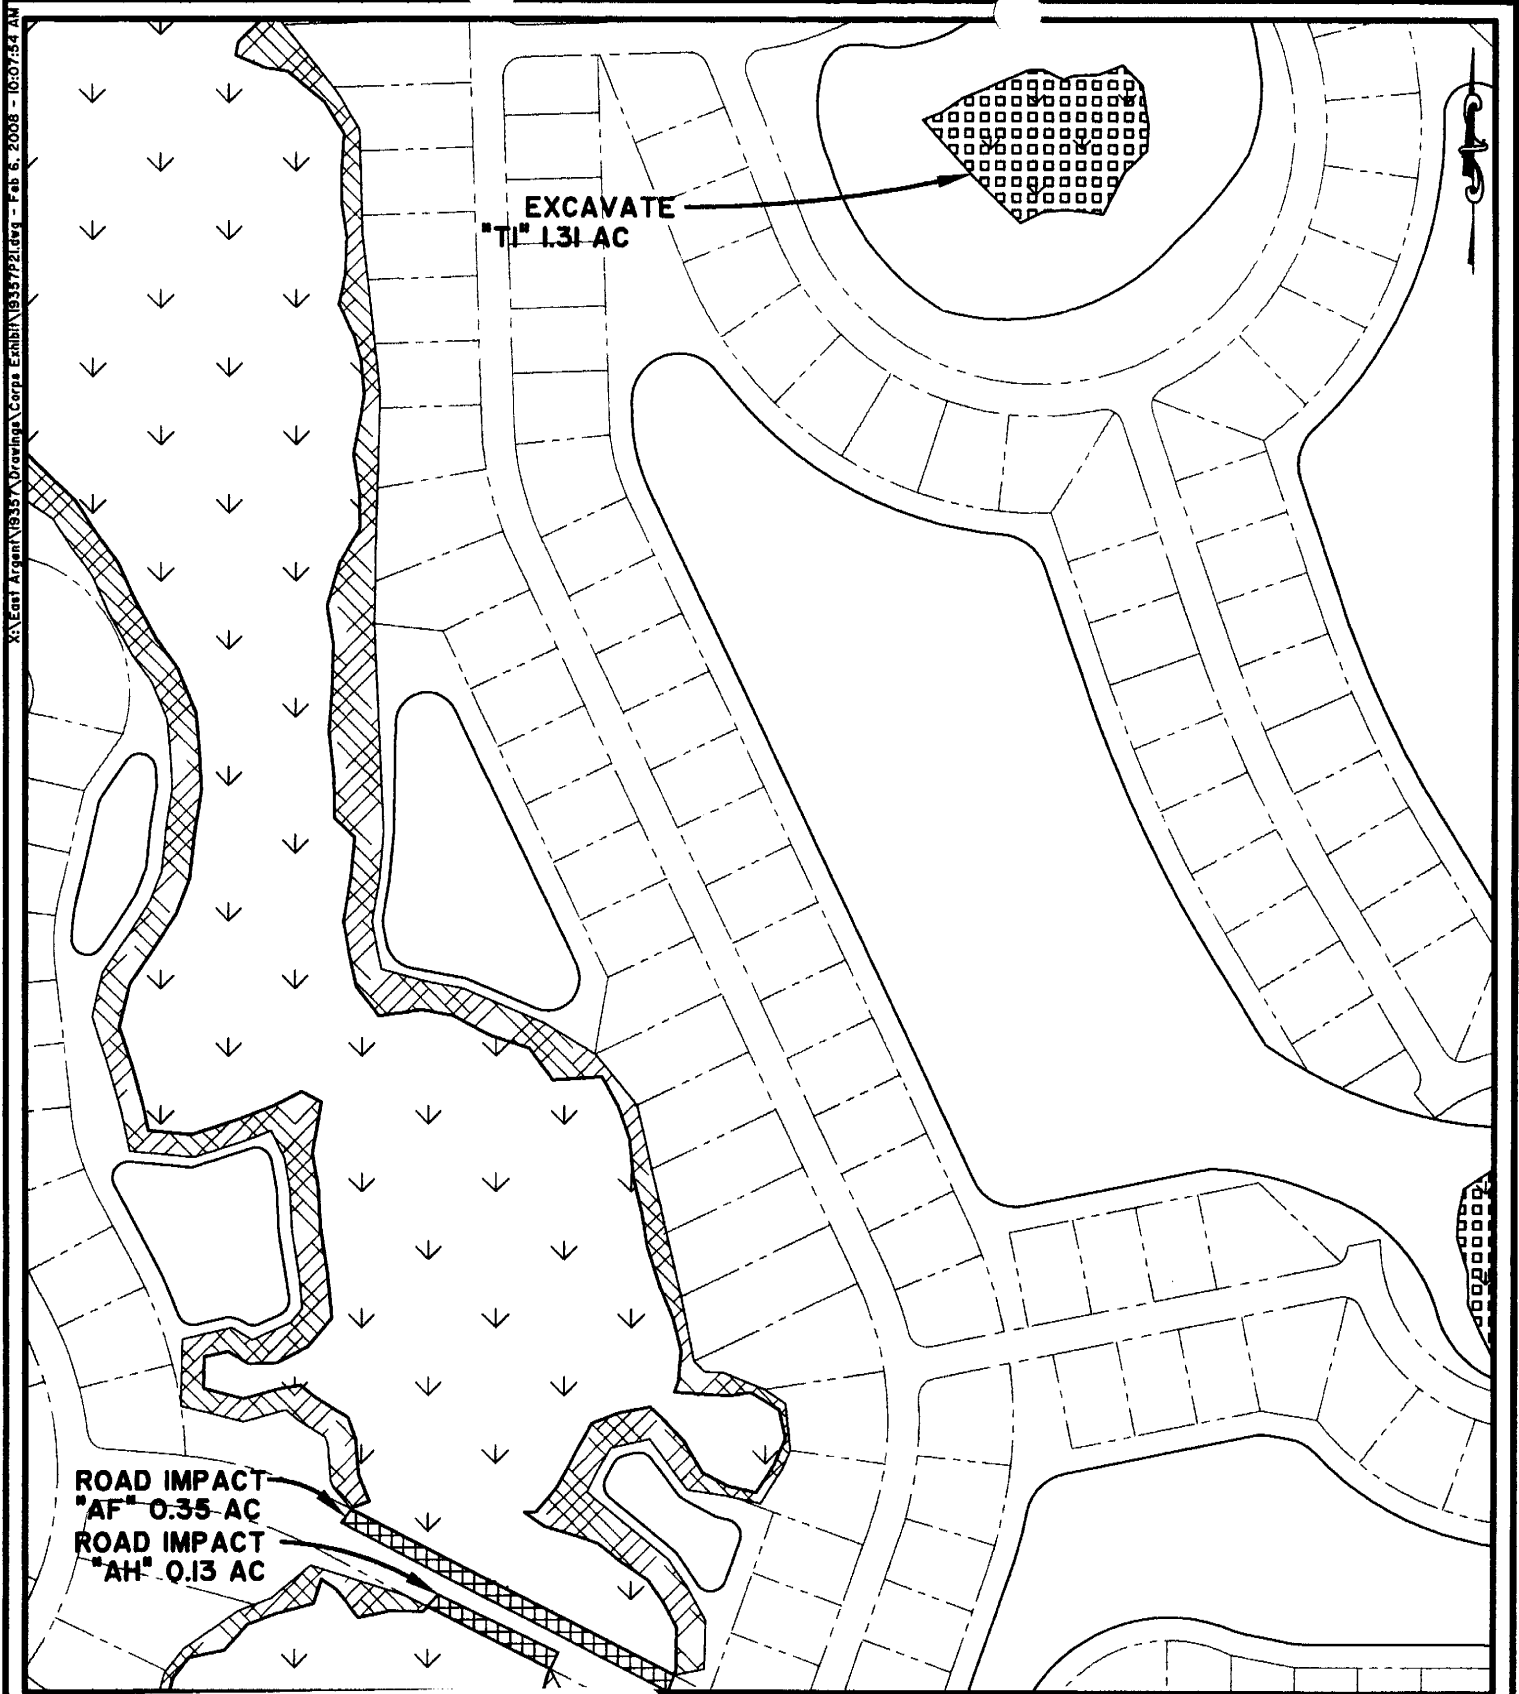 X:\East Argent\19357\Drawings\Corps Exhibit\19357P21.dwg - Feb 6, 2008 - 10:07:54 AM
EXCAVATE
"T1" 1.31 AC
ROAD IMPACT
"AF" 0.35 AC
ROAD IMPACT
"AH" 0.13 AC